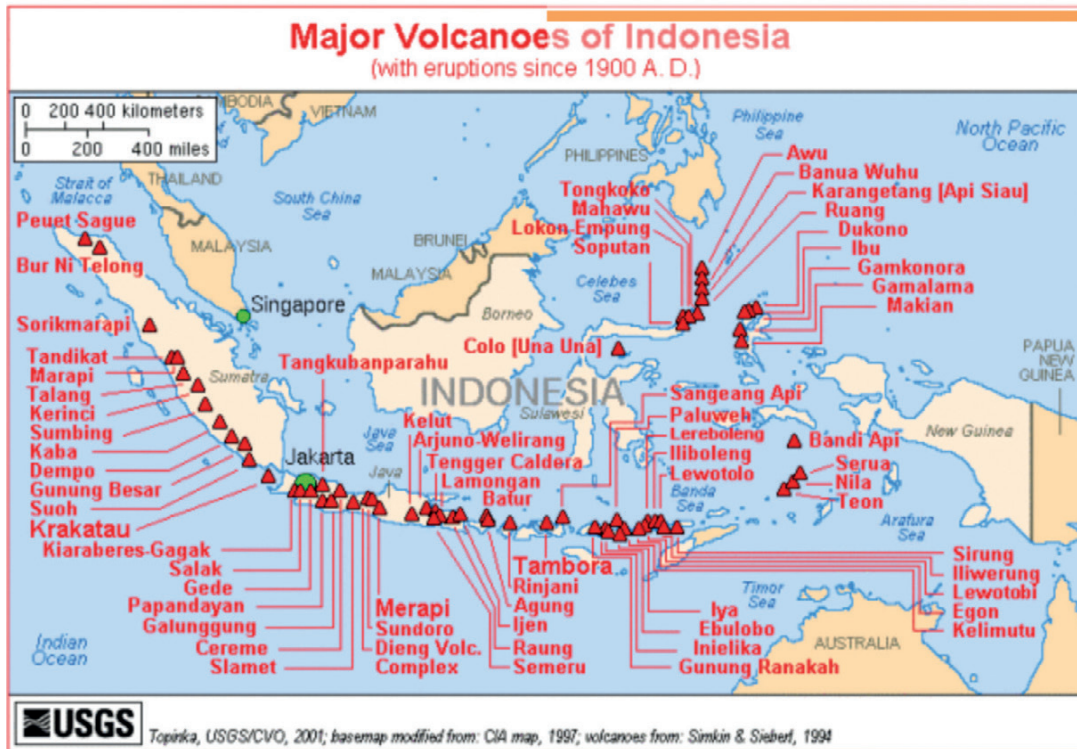 Major Volcanoes of Indonesia
(with eruptions since 1900 A. D.)
0 200 400 kilometers
0 200 400 miles
CAMBODIA
VIETNAM
THAILAND
Strait of
Malacca
South China
Sea
PHILIPPINES
Philippine
Sea
North Pacific
Ocean
Peuet Sague
Bur Ni Telong
MALAYSIA
BRUNEI
MALAYSIA
Singapore
Celebes
Sea
Borneo
Tongkoko
Mahawu
Lokon Empung
Soputan
Awu
Banua Wuhu
Karangetang [Api Siau]
Ruang
Dukono
Ibu
Gamkonora
Gamalama
Makian
Sorikmarapi
Tandikat
Marapi
Talang
Kerinci
Sumbing
Kaba
Dempo
Gunung Besar
Suoh
Krakatau
Sumatra
Tangkubanparahu
Colo [Una Una]
INDONESIA
Sulawesi
PAPUA
NEW
GUINEA
New Guinea
Java
Sea
Jakarta
Java
Kelut
Arjuno-Welirang
Tengger Caldera
Lamongan
Batur
Sangeang Api
Paluweh
Lereboleng
Iliboleng
Lewotolo
Banda
Sea
Bandi Api
Serua
Nila
Teon
Arafura
Sea
Kiaraberes-Gagak
Salak
Gede
Papandayan
Galunggung
Cereme
Slamet
Merapi
Sundoro
Dieng Volc.
Complex
Tambora
Rinjani
Agung
Ijen
Raung
Semeru
Iya
Ebulobo
Inielika
Gunung Ranakah
Timor
Sea
Sirung
Iliwerung
Lewotobi
Egon
Kelimutu
AUSTRALIA
Indian
Ocean
USGS
Topinka, USGS/CVO, 2001; basemap modified from: CIA map, 1997; volcanoes from: Simkin & Siebert, 1994